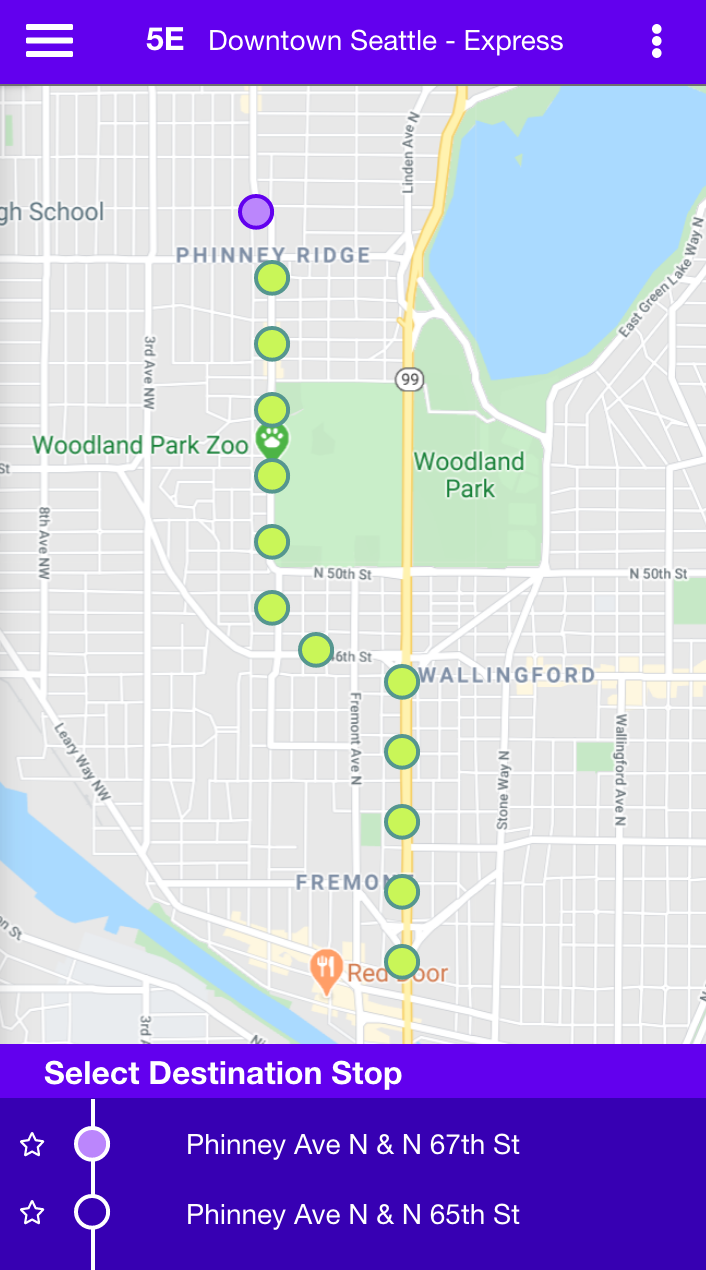 5E Downtown Seattle - Express
Linden Ave N
gh School
PHINNEY RIDGE
East Green Lake Way N
3rd Ave NW
99
Woodland Park Zoo
Woodland
Park
St
8th Ave NW
N 50th St
N 50th St
46th St
WALLINGFORD
Fremont Ave N
Leary Way NW
Stone Way N
Wallingford Ave N
FREMONT
on St
Red Door
3rd A
Ni
N
Select Destination Stop
Phinney Ave N & N 67th St
Phinney Ave N & N 65th St